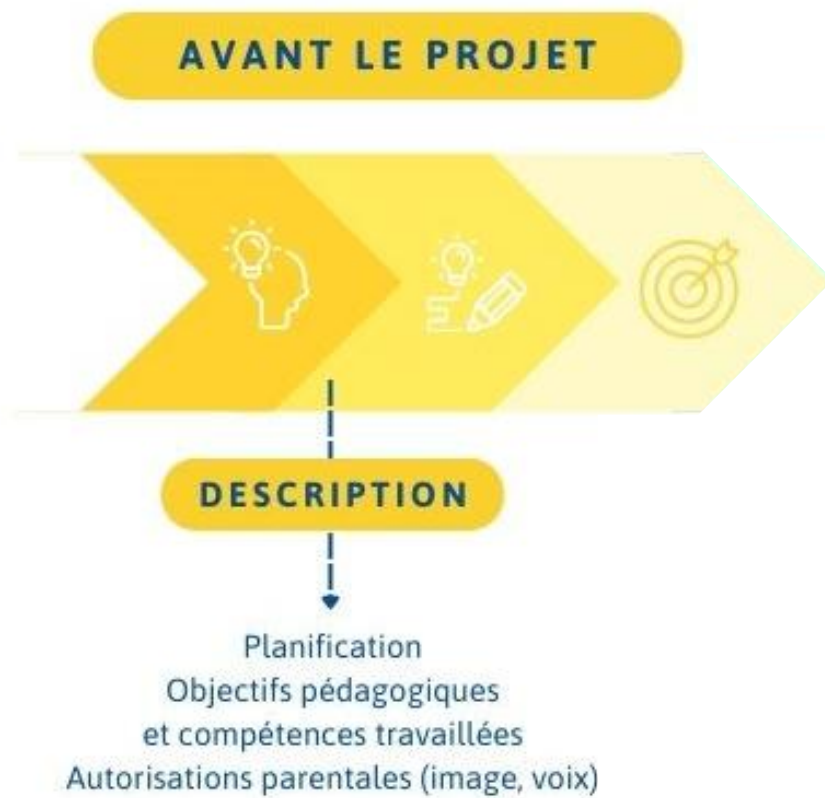 AVANT LE PROJET
DESCRIPTION
Planification
Objectifs pédagogiques
et compétences travaillées
Autorisations parentales (image, voix)